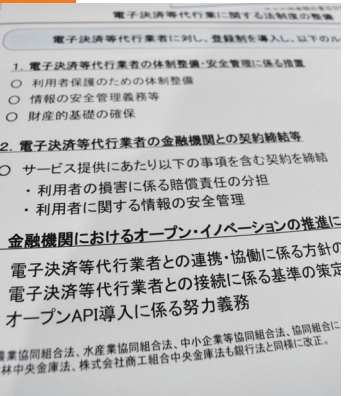 電子決済等代行業に関する法制度の整備
電子決済等代行業者に対し、登録制を導入し、以下のル
1. 電子決済等代行業者の体制整備・安全管理に係る措置
○ 利用者保護のための体制整備
○ 情報の安全管理義務等
○ 財産的基礎の確保
2. 電子決済等代行業者の金融機関との契約締結等
○ サービス提供にあたり以下の事項を含む契約を締結
・利用者の損害に係る賠償責任の分担
・利用者に関する情報の安全管理
金融機関におけるオープン・イノベーションの推進に
電子決済等代行業者との連携・協働に係る方針の
電子決済等代行業者との接続に係る基準の策定
オープンAPI導入に係る努力義務
農業協同組合法、水産業協同組合法、中小企業等協同組合法、協同組合に
林中央金庫法、株式会社商工組合中央金庫法も銀行法と同様に改正。